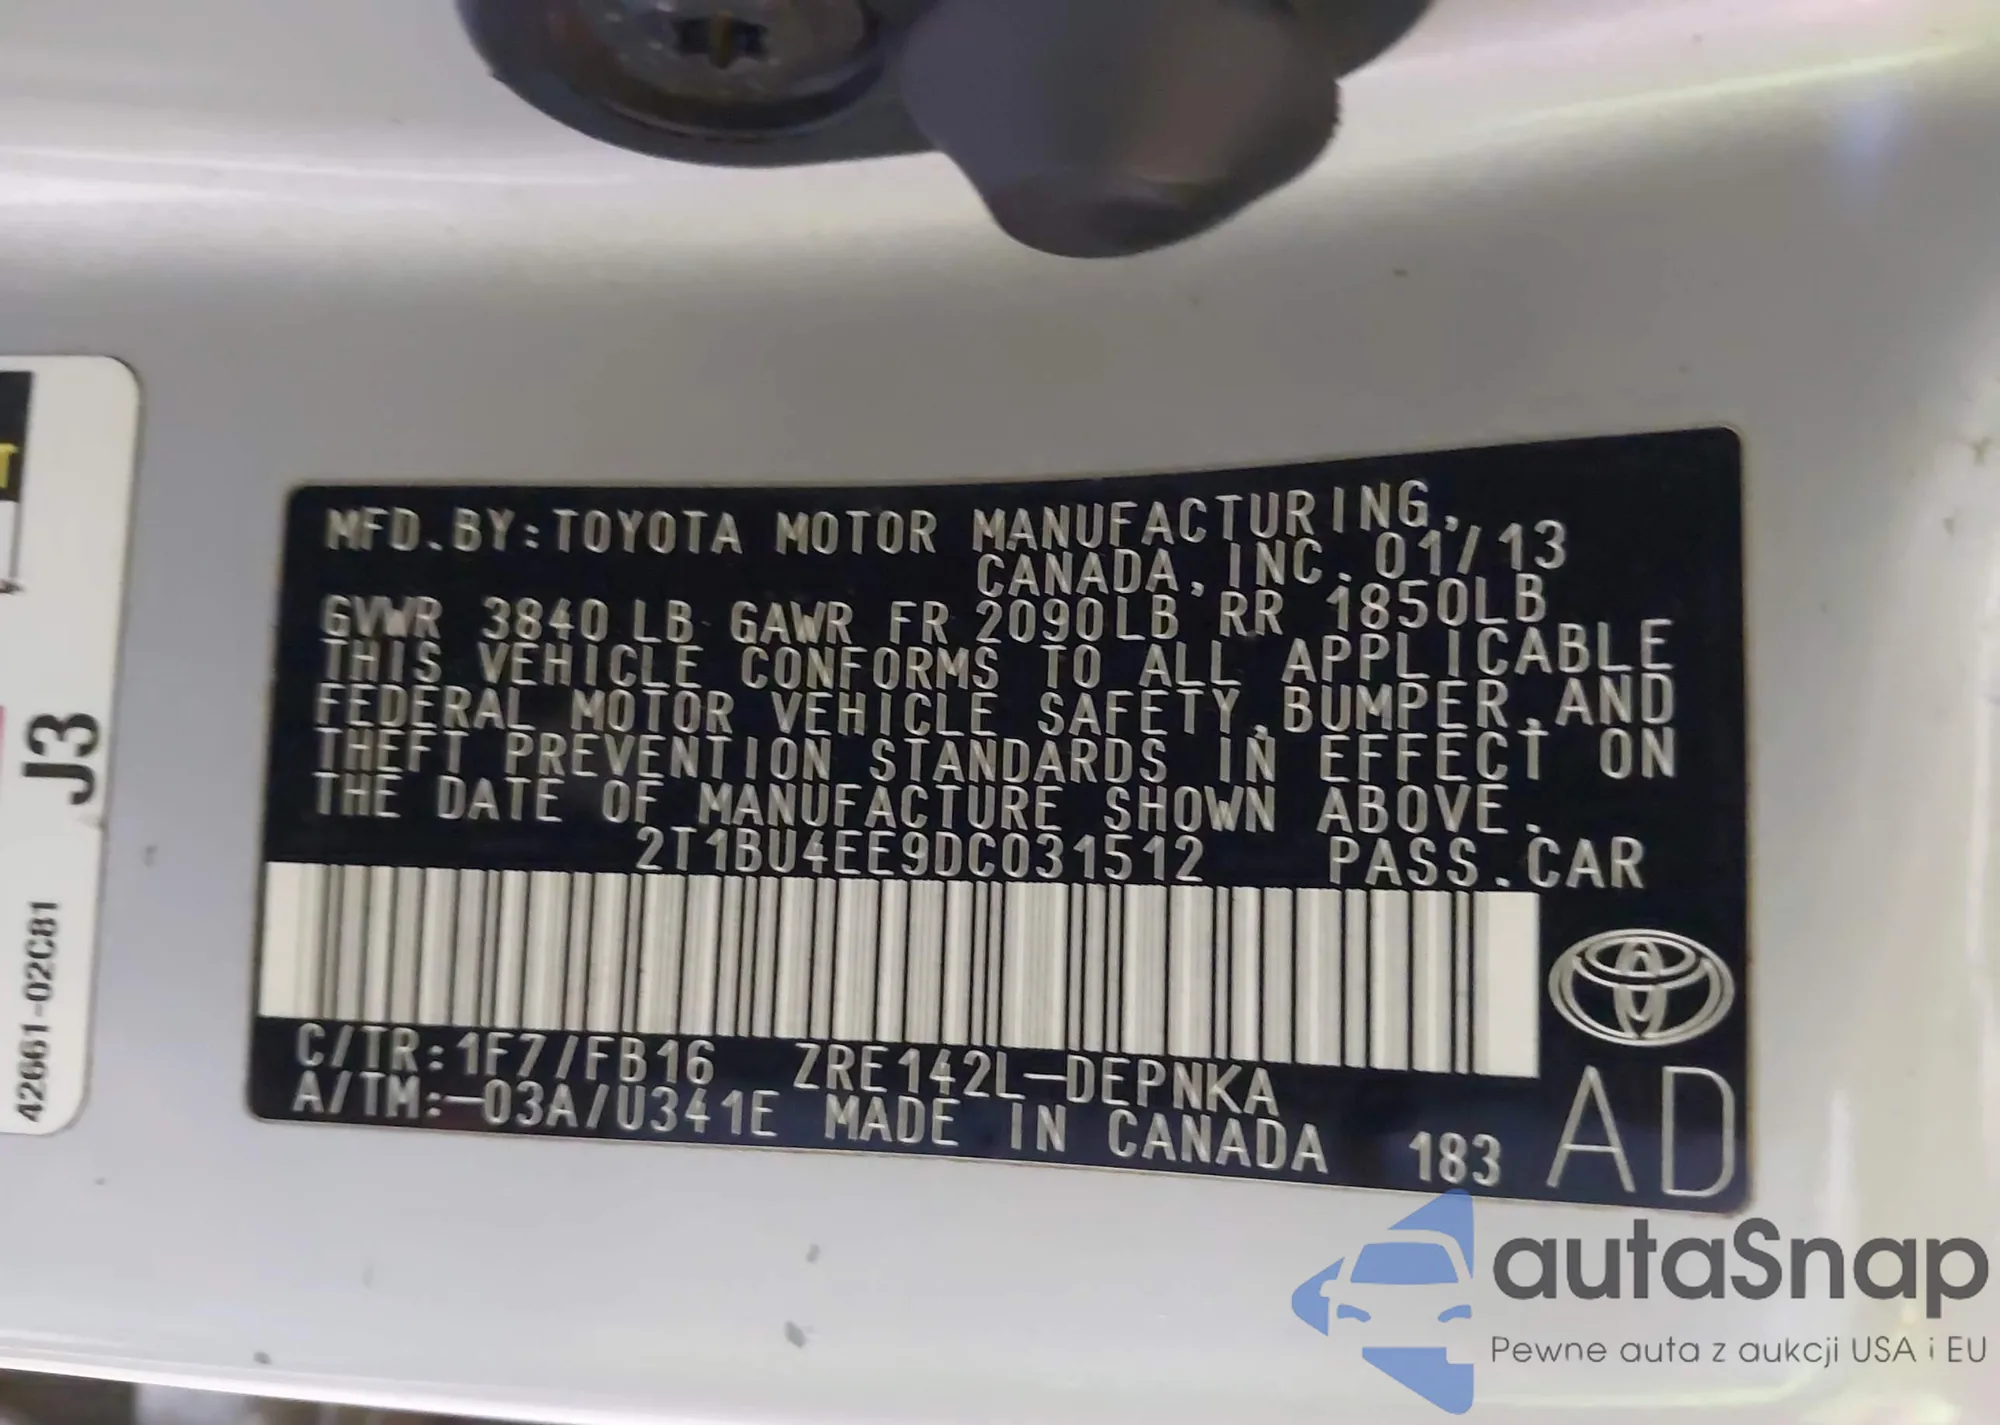 MFD.BY:TOYOTA MOTOR MANUFACTURING,
CANADA,INC. 01/13
GVWR 3840LB GAWR FR 2090LB RR 1850LB
THIS VEHICLE CONFORMS TO ALL APPLICABLE
FEDERAL MOTOR VEHICLE SAFETY,BUMPER,AND
THEFT PREVENTION STANDARDS IN EFFECT ON
THE DATE OF MANUFACTURE SHOWN ABOVE.
2T1BU4EE9DC031512 PASS.CAR
C/TR:1F7/FB16 ZRE142L-DEPNKA
A/TM:-03A/U341E MADE IN CANADA 183 AD
T
J3
42661-02C81
autaSnap
Pewne auta z aukcji USA i EU